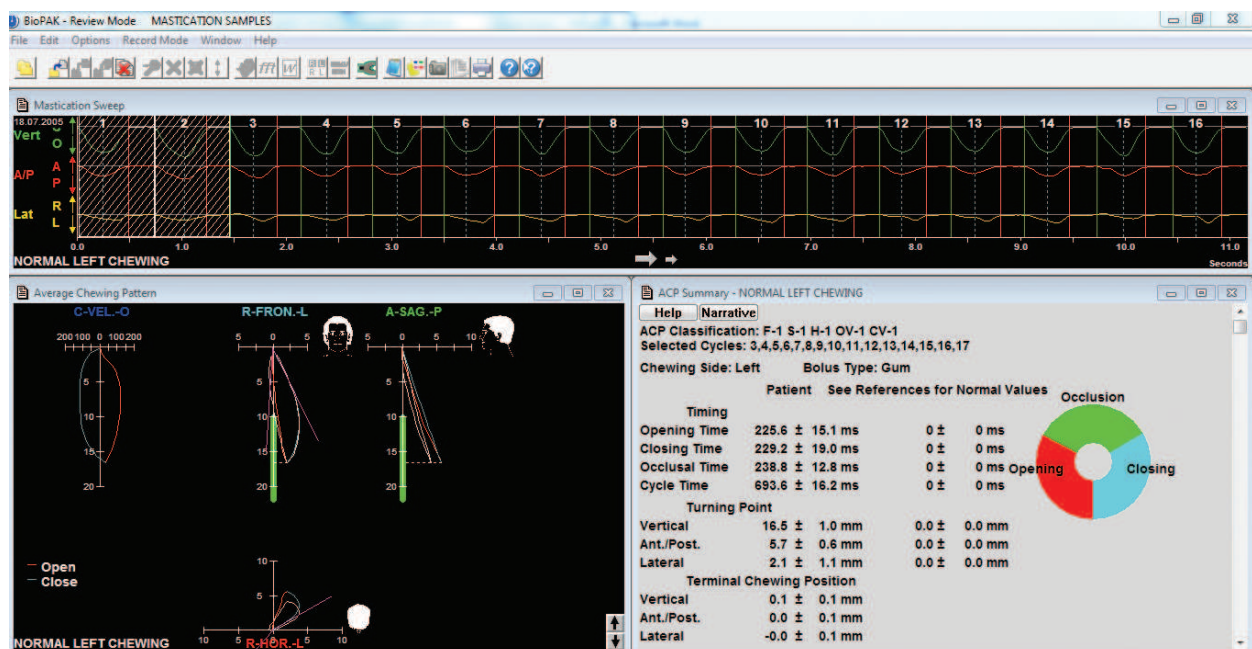 BioPAK - Review Mode MASTICATION SAMPLES
File Edit Options Record Mode Window Help
Mastication Sweep
18.07.2005 1 2 3 4 5 6 7 8 9 10 11 12 13 14 15 16
Vert O
A/P A P
Lat R L
0.0 1.0 2.0 3.0 4.0 5.0 6.0 7.0 8.0 9.0 10.0 11.0
NORMAL LEFT CHEWING Seconds
Average Chewing Pattern
C-VEL.-O R-FRON.-L A-SAG.-P
200 100 0 100 200 5 0 5 5 0 5
5 5 5
10 10 10
15 15 15
20 20 20
10
Open
Close
5
10 5 0 5 10
NORMAL LEFT CHEWING R-HOR.-L
ACP Summary - NORMAL LEFT CHEWING
Help Narrative
ACP Classification: F-1 S-1 H-1 OV-1 CV-1
Selected Cycles: 3,4,5,6,7,8,9,10,11,12,13,14,15,16,17
Chewing Side: Left Bolus Type: Gum
Patient See References for Normal Values
Timing
Opening Time 225.6 ± 15.1 ms 0 ± 0 ms
Closing Time 229.2 ± 19.0 ms 0 ± 0 ms
Occlusal Time 238.8 ± 12.8 ms 0 ± 0 ms
Cycle Time 693.6 ± 16.2 ms 0 ± 0 ms
Turning Point
Vertical 16.5 ± 1.0 mm 0.0 ± 0.0 mm
Ant./Post. 5.7 ± 0.6 mm 0.0 ± 0.0 mm
Lateral 2.1 ± 1.1 mm 0.0 ± 0.0 mm
Terminal Chewing Position
Vertical 0.1 ± 0.1 mm
Ant./Post. 0.0 ± 0.1 mm
Lateral -0.0 ± 0.1 mm
Occlusion
Opening Closing